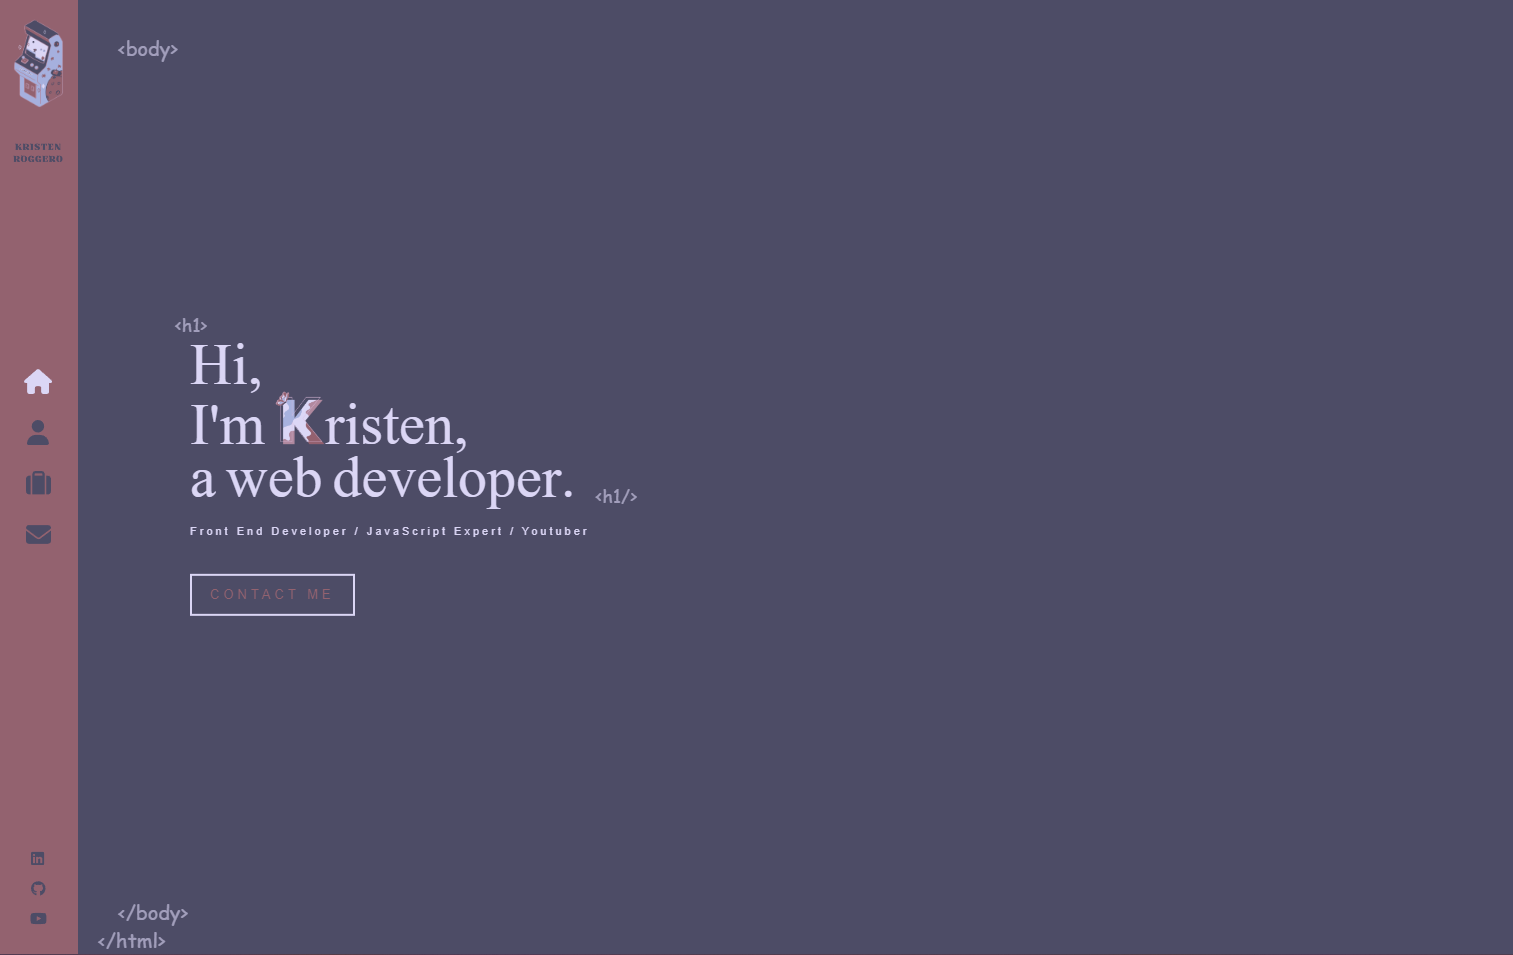 KRISTEN
ROGGERO
<body>
<h1>
Hi,
I'm Kristen,
a web developer.
<h1/>
Front End Developer / JavaScript Expert / Youtuber
CONTACT ME
</body>
</html>